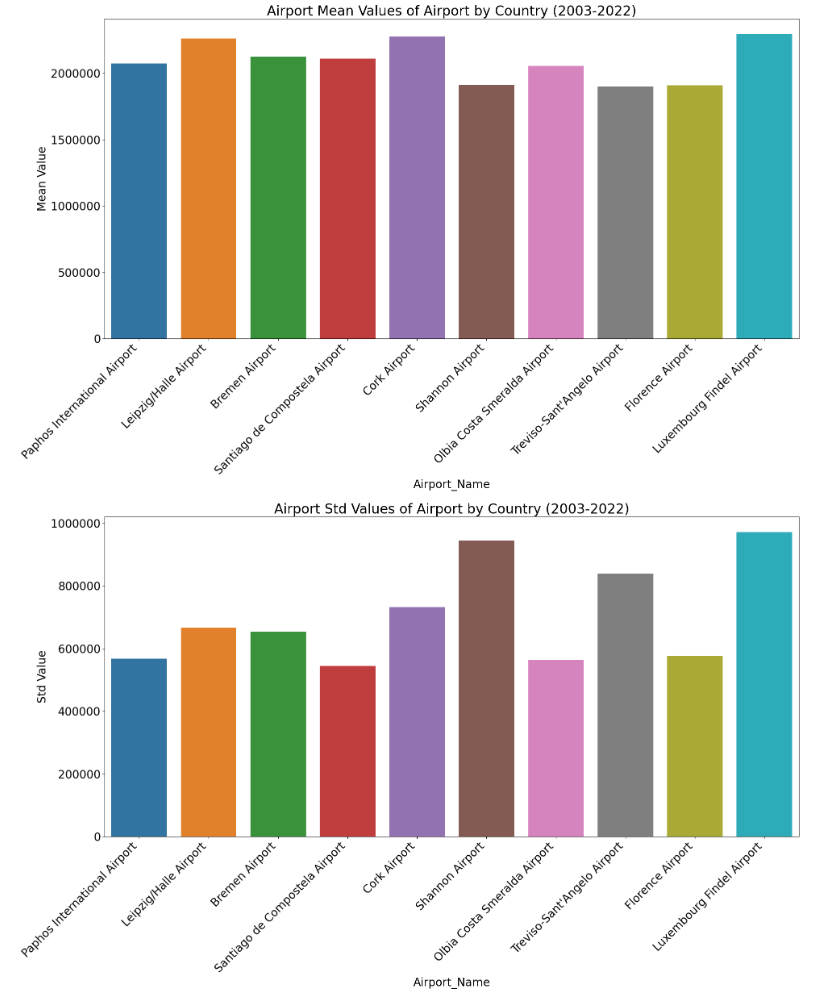 Airport Mean Values of Airport by Country (2003-2022)
Mean Value
2000000
1500000
1000000
500000
0
Paphos International Airport
Leipzig/Halle Airport
Bremen Airport
Santiago de Compostela Airport
Cork Airport
Shannon Airport
Olbia Costa Smeralda Airport
Treviso-Sant'Angelo Airport
Florence Airport
Luxembourg Findel Airport
Airport_Name
Airport Std Values of Airport by Country (2003-2022)
Std Value
1000000
800000
600000
400000
200000
0
Paphos International Airport
Leipzig/Halle Airport
Bremen Airport
Santiago de Compostela Airport
Cork Airport
Shannon Airport
Olbia Costa Smeralda Airport
Treviso-Sant'Angelo Airport
Florence Airport
Luxembourg Findel Airport
Airport_Name